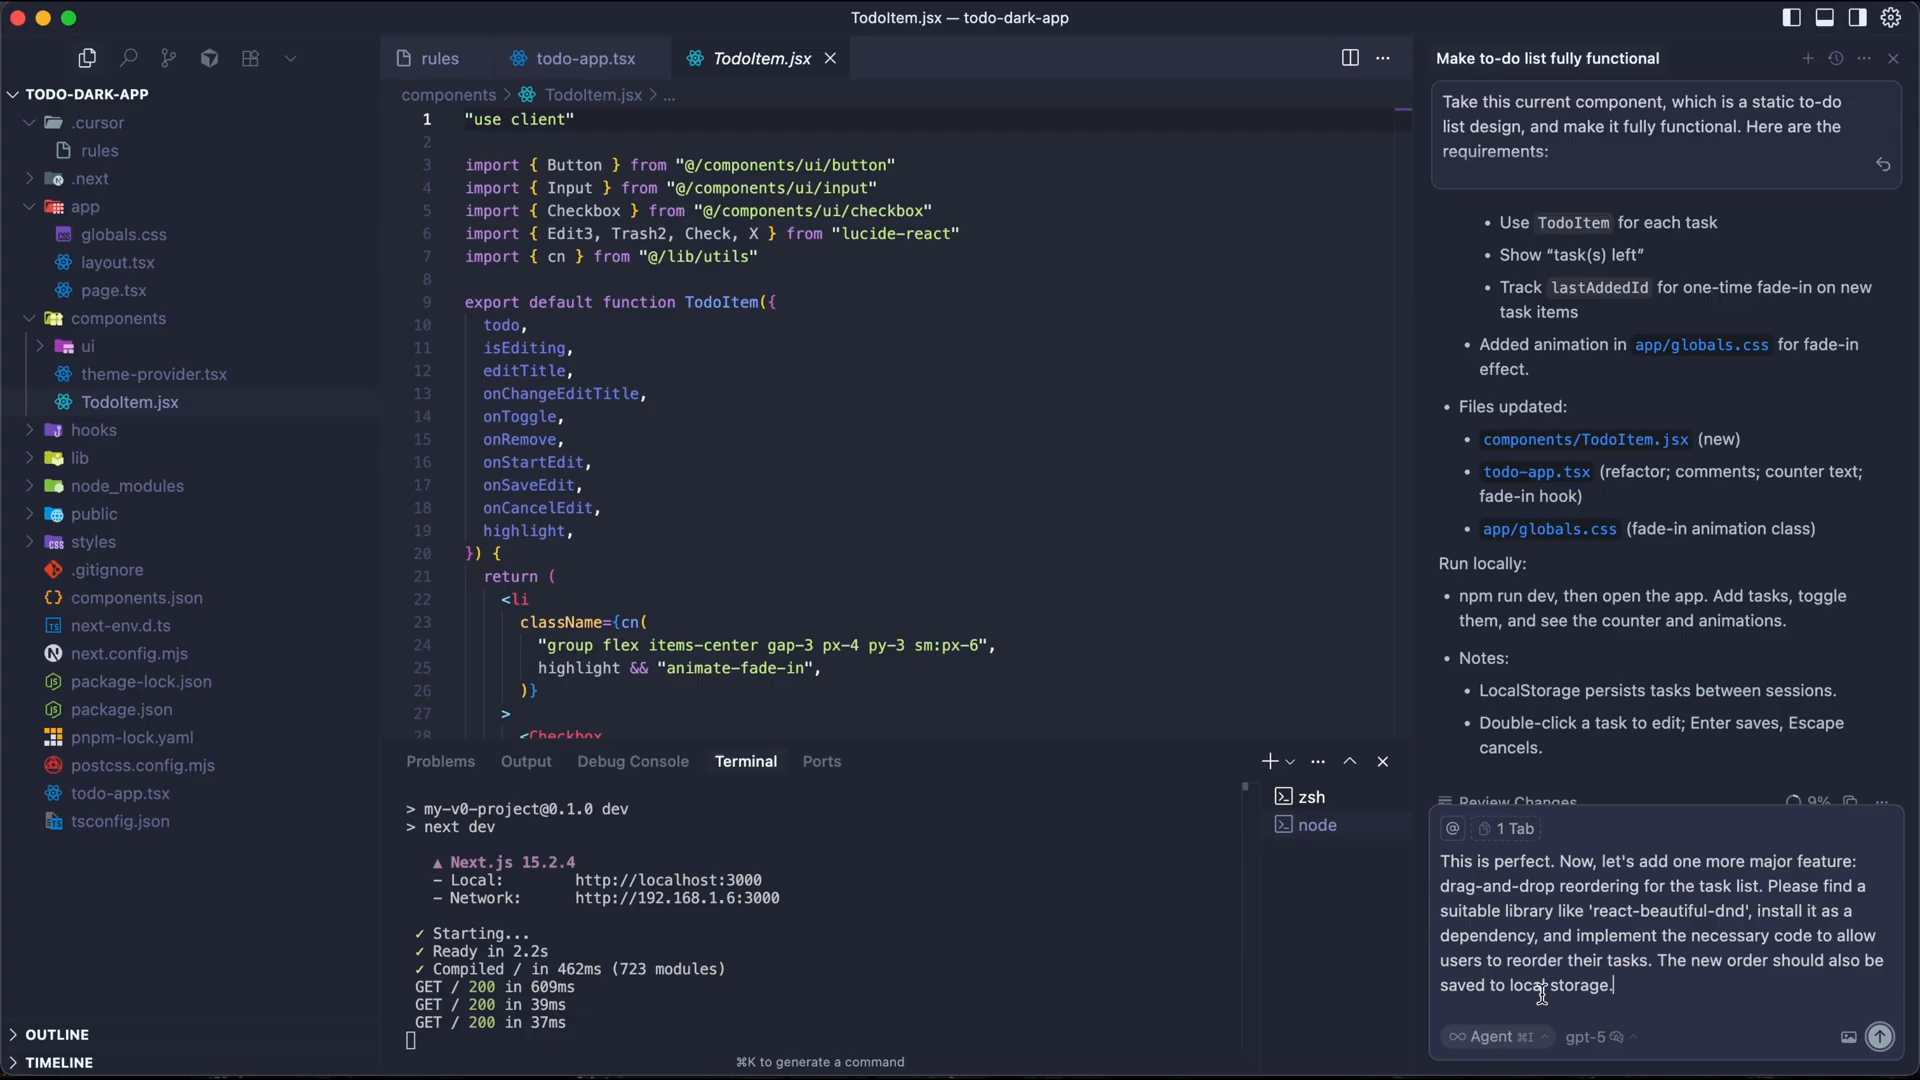 TodoItem.jsx — todo-dark-app
TODO-DARK-APP
.cursor
rules
.next
app
globals.css
layout.tsx
page.tsx
components
ui
theme-provider.tsx
TodoItem.jsx
hooks
lib
node_modules
public
styles
.gitignore
components.json
next-env.d.ts
next.config.mjs
package-lock.json
package.json
pnpm-lock.yaml
postcss.config.mjs
todo-app.tsx
tsconfig.json
OUTLINE
TIMELINE
rules
todo-app.tsx
TodoItem.jsx
components > TodoItem.jsx > ...
1 "use client"
2
3 import { Button } from "@/components/ui/button"
4 import { Input } from "@/components/ui/input"
5 import { Checkbox } from "@/components/ui/checkbox"
6 import { Edit3, Trash2, Check, X } from "lucide-react"
7 import { cn } from "@/lib/utils"
8
9 export default function TodoItem({
10 todo,
11 isEditing,
12 editTitle,
13 onChangeEditTitle,
14 onToggle,
15 onRemove,
16 onStartEdit,
17 onSaveEdit,
18 onCancelEdit,
19 highlight,
20 }) {
21 return (
22 <li
23 className={cn(
24 "group flex items-center gap-3 px-4 py-3 sm:px-6",
25 highlight && "animate-fade-in",
26 )}
27 >
28 <Checkbox
Problems Output Debug Console Terminal Ports
> my-v0-project@0.1.0 dev
> next dev
▲ Next.js 15.2.4
- Local: http://localhost:3000
- Network: http://192.168.1.6:3000
✓ Starting...
✓ Ready in 2.2s
✓ Compiled / in 462ms (723 modules)
GET / 200 in 609ms
GET / 200 in 39ms
GET / 200 in 37ms
zsh
node
⌘K to generate a command
Make to-do list fully functional
Take this current component, which is a static to-do
list design, and make it fully functional. Here are the
requirements:
• Use TodoItem for each task
• Show “task(s) left”
• Track lastAddedId for one-time fade-in on new
task items
• Added animation in app/globals.css for fade-in
effect.
• Files updated:
• components/TodoItem.jsx (new)
• todo-app.tsx (refactor; comments; counter text;
fade-in hook)
• app/globals.css (fade-in animation class)
Run locally:
• npm run dev, then open the app. Add tasks, toggle
them, and see the counter and animations.
• Notes:
• LocalStorage persists tasks between sessions.
• Double-click a task to edit; Enter saves, Escape
cancels.
Review Changes 9%
@ 1 Tab
This is perfect. Now, let's add one more major feature:
drag-and-drop reordering for the task list. Please find a
suitable library like 'react-beautiful-dnd', install it as a
dependency, and implement the necessary code to allow
users to reorder their tasks. The new order should also be
saved to local storage.
∞ Agent ⌘I gpt-5